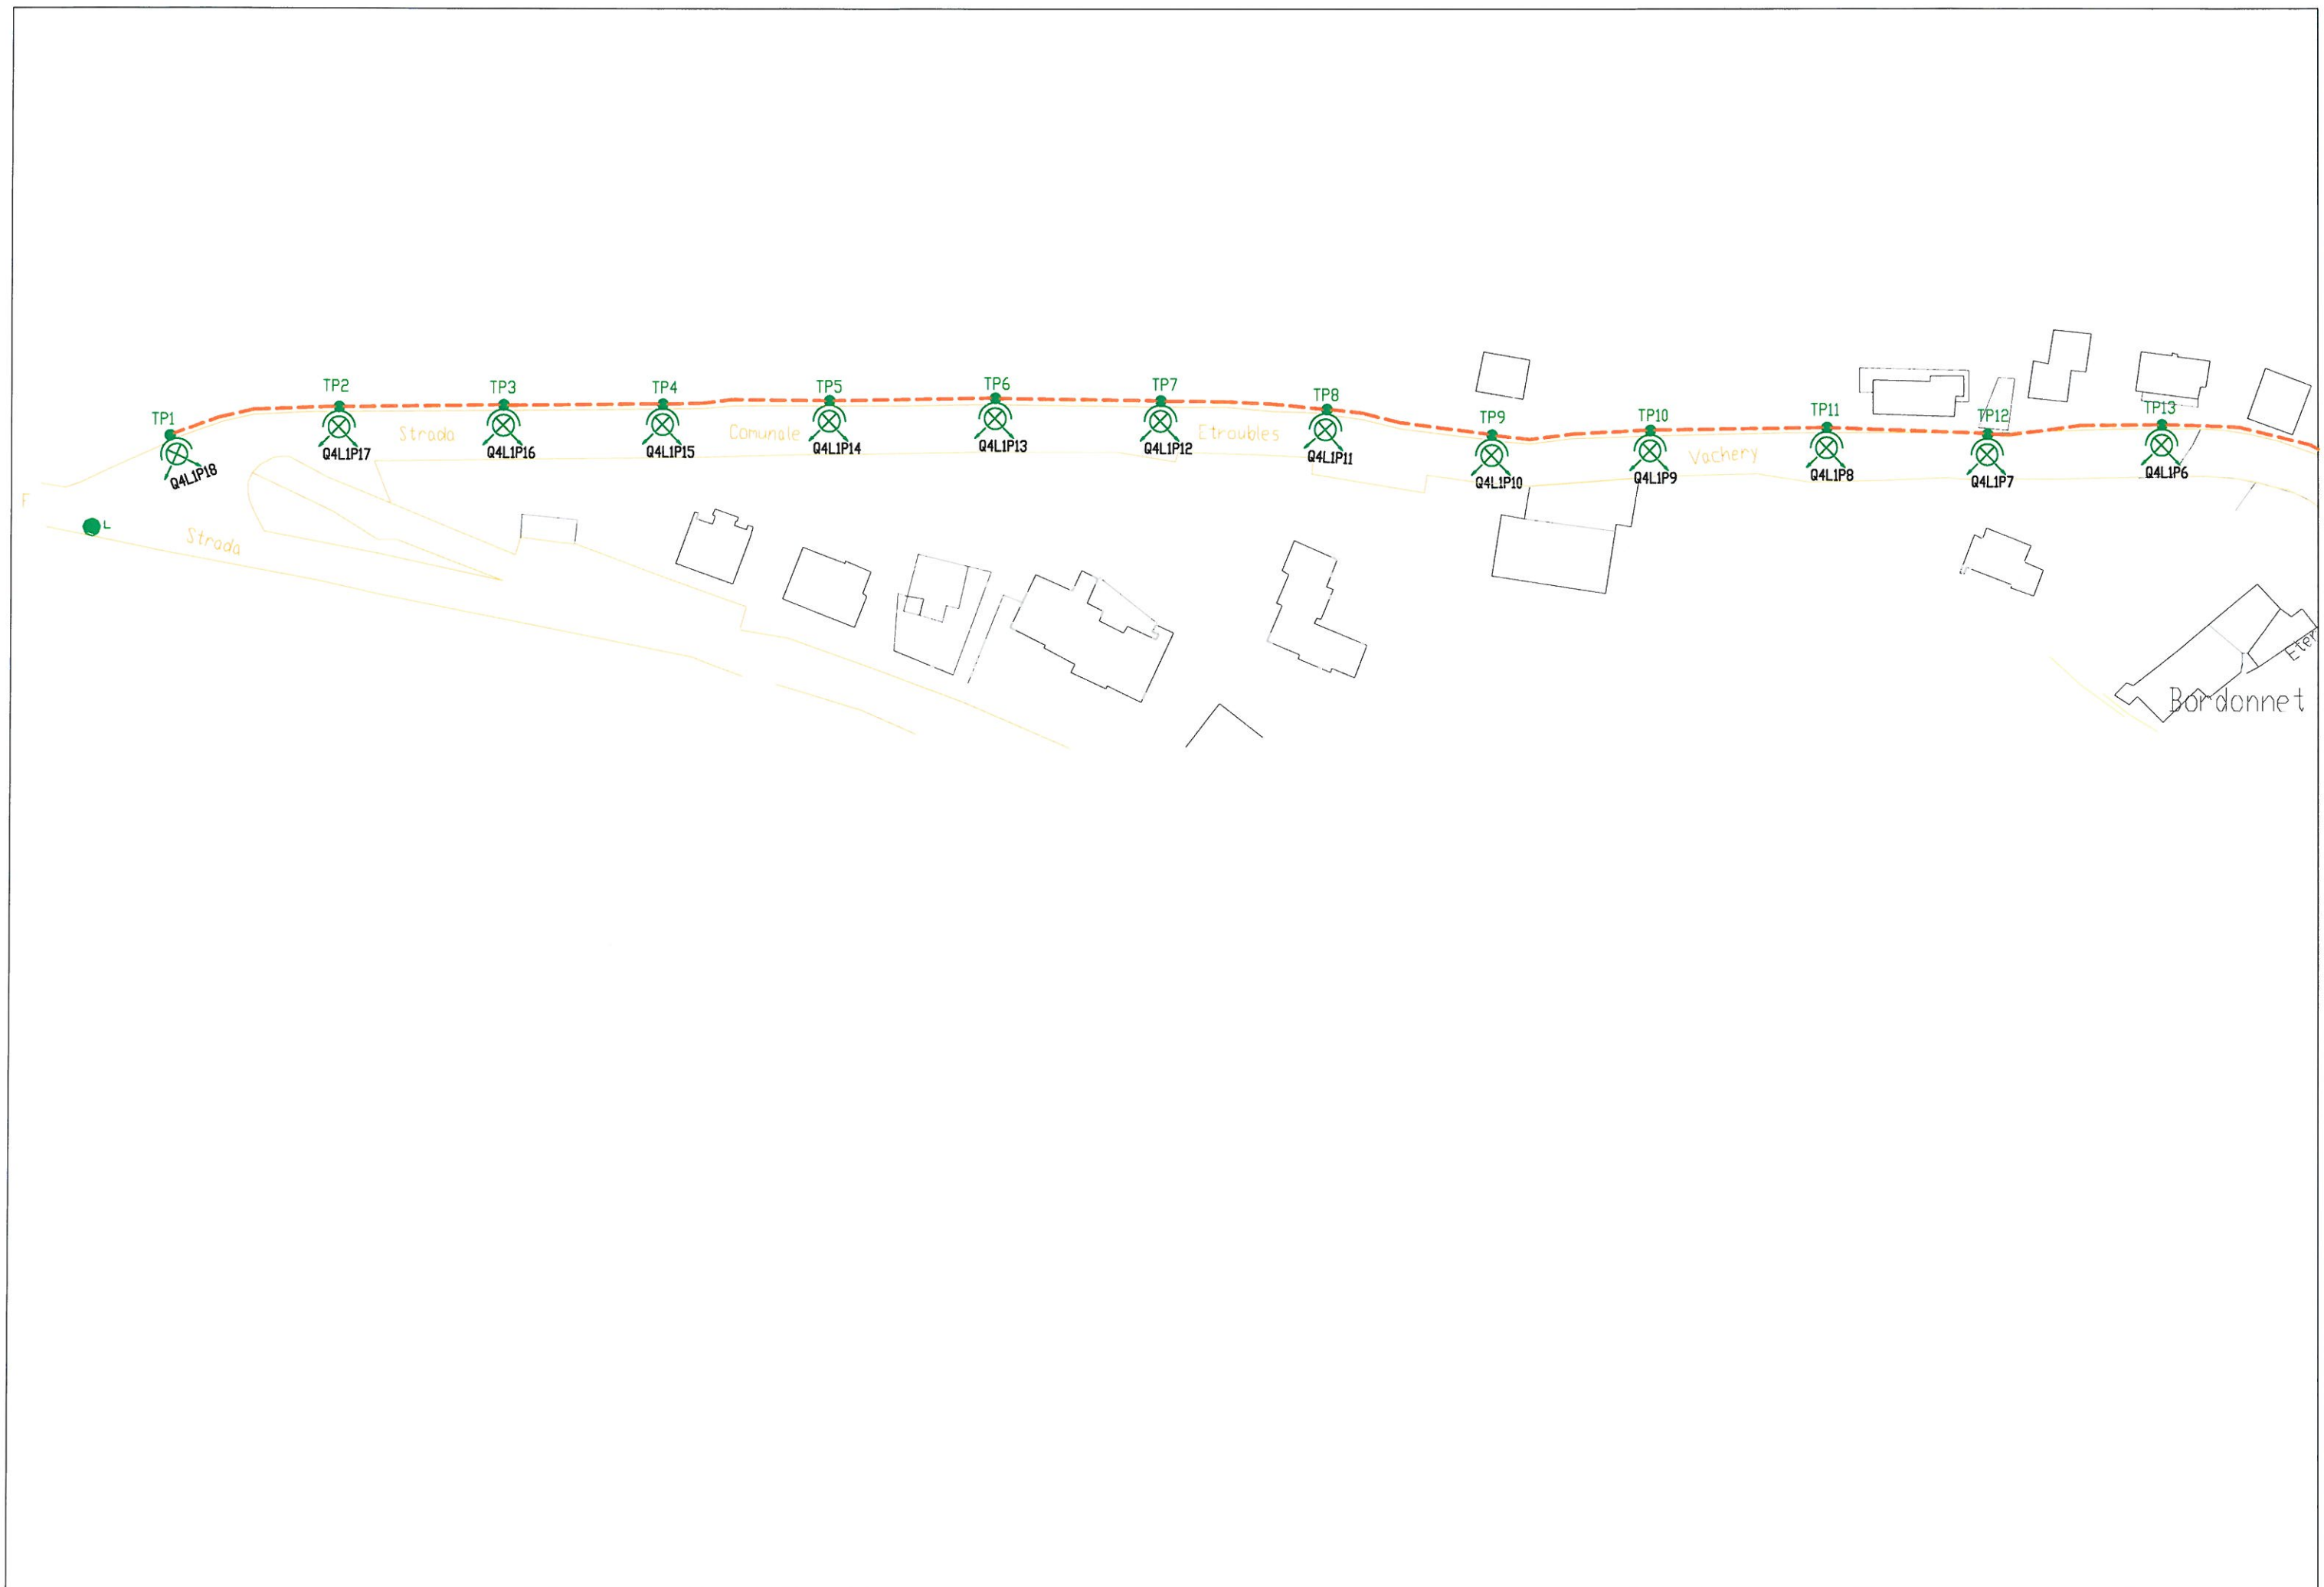 TP1
TP2
TP3
TP4
TP5
TP6
TP7
TP8
TP9
TP10
TP11
TP12
TP13
Q4L1P18
Q4L1P17
Q4L1P16
Q4L1P15
Q4L1P14
Q4L1P13
Q4L1P12
Q4L1P11
Q4L1P10
Q4L1P9
Q4L1P8
Q4L1P7
Q4L1P6
Strada Comunale Etroubles Vachery
F
L
Strada
Eter
Bordonnet